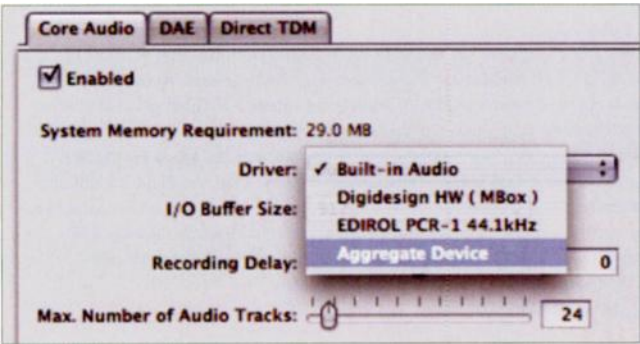 Core Audio DAE Direct TDM
Enabled
System Memory Requirement: 29.0 MB
Driver: ✓ Built-in Audio
Digidesign HW ( MBox )
I/O Buffer Size:
EDIROL PCR-1 44.1kHz
Aggregate Device
Recording Delay: 0
Max. Number of Audio Tracks: 24